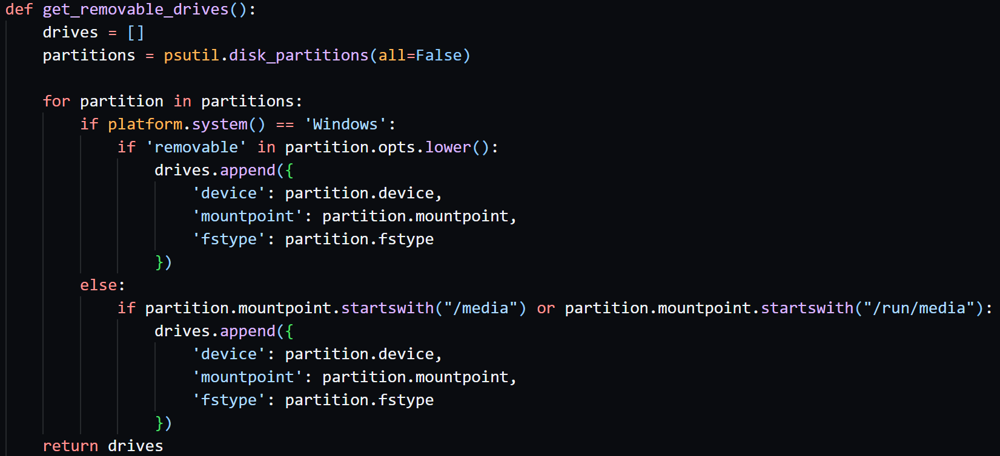 def get_removable_drives():
    drives = []
    partitions = psutil.disk_partitions(all=False)

    for partition in partitions:
        if platform.system() == 'Windows':
            if 'removable' in partition.opts.lower():
                drives.append({
                    'device': partition.device,
                    'mountpoint': partition.mountpoint,
                    'fstype': partition.fstype
                })
        else:
            if partition.mountpoint.startswith("/media") or partition.mountpoint.startswith("/run/media"):
                drives.append({
                    'device': partition.device,
                    'mountpoint': partition.mountpoint,
                    'fstype': partition.fstype
                })
    return drives